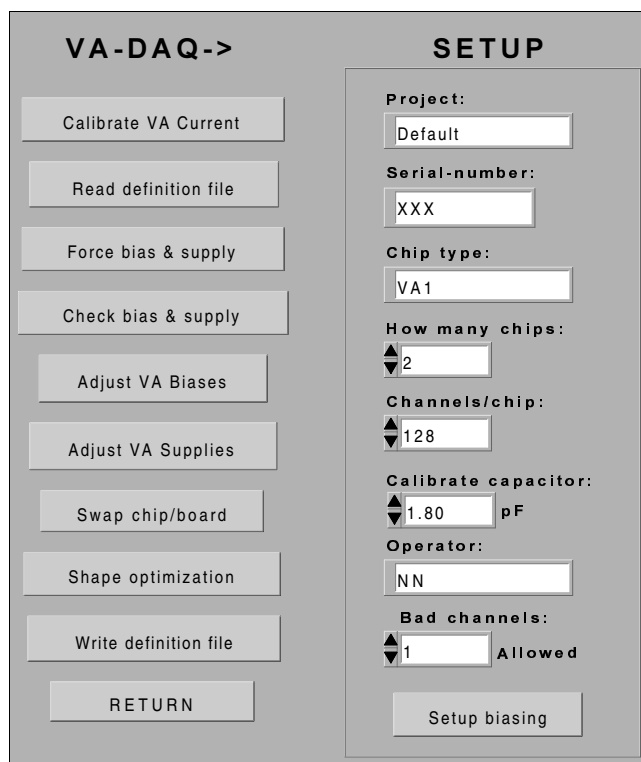 VA-DAQ->
Calibrate VA Current
Read definition file
Force bias & supply
Check bias & supply
Adjust VA Biases
Adjust VA Supplies
Swap chip/board
Shape optimization
Write definition file
RETURN
SETUP
Project:
Default
Serial-number:
XXX
Chip type:
VA1
How many chips:
2
Channels/chip:
128
Calibrate capacitor:
1.80 pF
Operator:
NN
Bad channels:
1 Allowed
Setup biasing